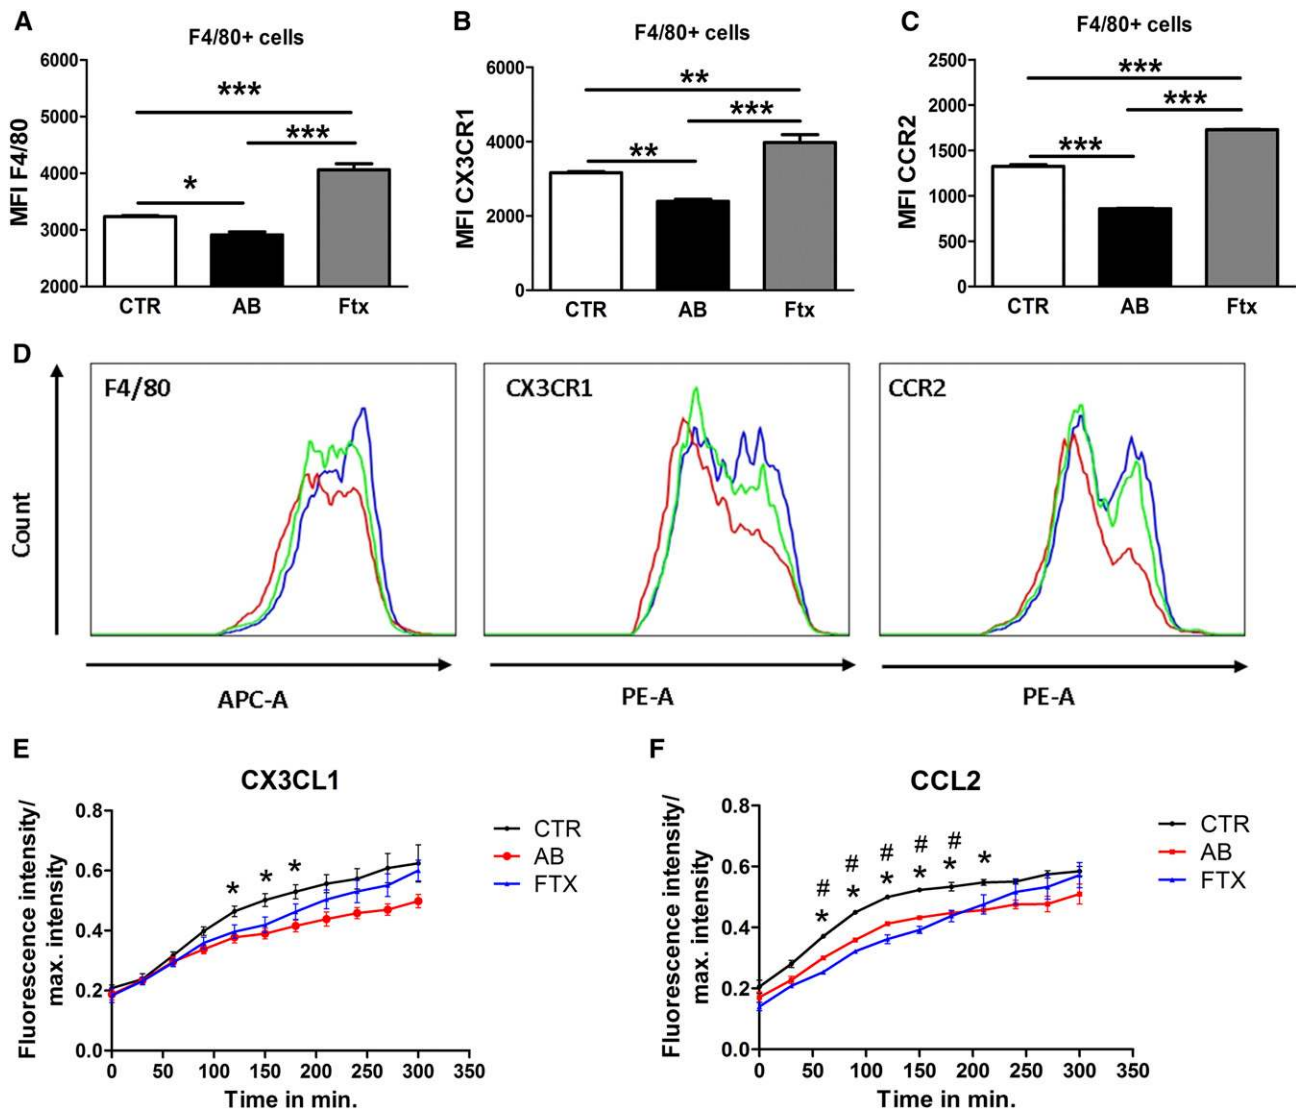 A
F4/80+ cells
MFI F4/80
6000
5000
4000
3000
2000
***
***
*
CTR AB Ftx
B
F4/80+ cells
MFI CX3CR1
6000
4000
2000
0
**
***
**
CTR AB Ftx
C
F4/80+ cells
MFI CCR2
2500
2000
1500
1000
500
0
***
***
***
CTR AB Ftx
D
Count
F4/80
APC-A
CX3CR1
PE-A
CCR2
PE-A
E
CX3CL1
Fluorescence intensity/
max. intensity
0.8
0.6
0.4
0.2
0.0
* * *
CTR
AB
FTX
0 50 100 150 200 250 300 350
Time in min.
F
CCL2
Fluorescence intensity/
max. intensity
0.8
0.6
0.4
0.2
0.0
# # # # #
* * * * * *
CTR
AB
FTX
0 50 100 150 200 250 300 350
Time in min.